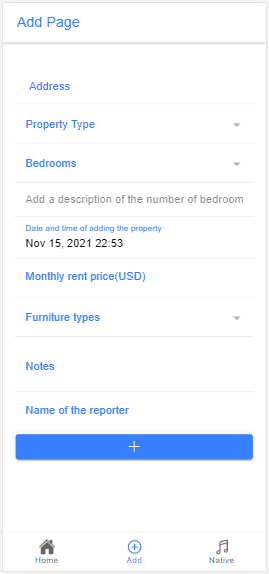 Add Page
Address
Property Type
Bedrooms
Add a description of the number of bedroom
Date and time of adding the property
Nov 15, 2021 22:53
Monthly rent price(USD)
Furniture types
Notes
Name of the reporter
Home Add Native